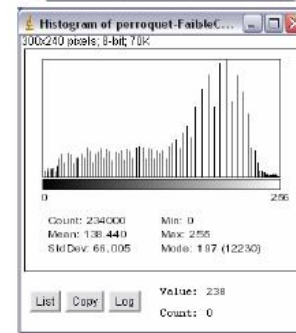 Histogram of perroquet-FaibleC...
300x240 pixels; 8-bit; 70K
0 255
Count: 234000 Min: 0
Mean: 138.440 Max: 255
StdDev: 66.005 Mode: 197 (12230)
List Copy Log Value: 238
Count: 0